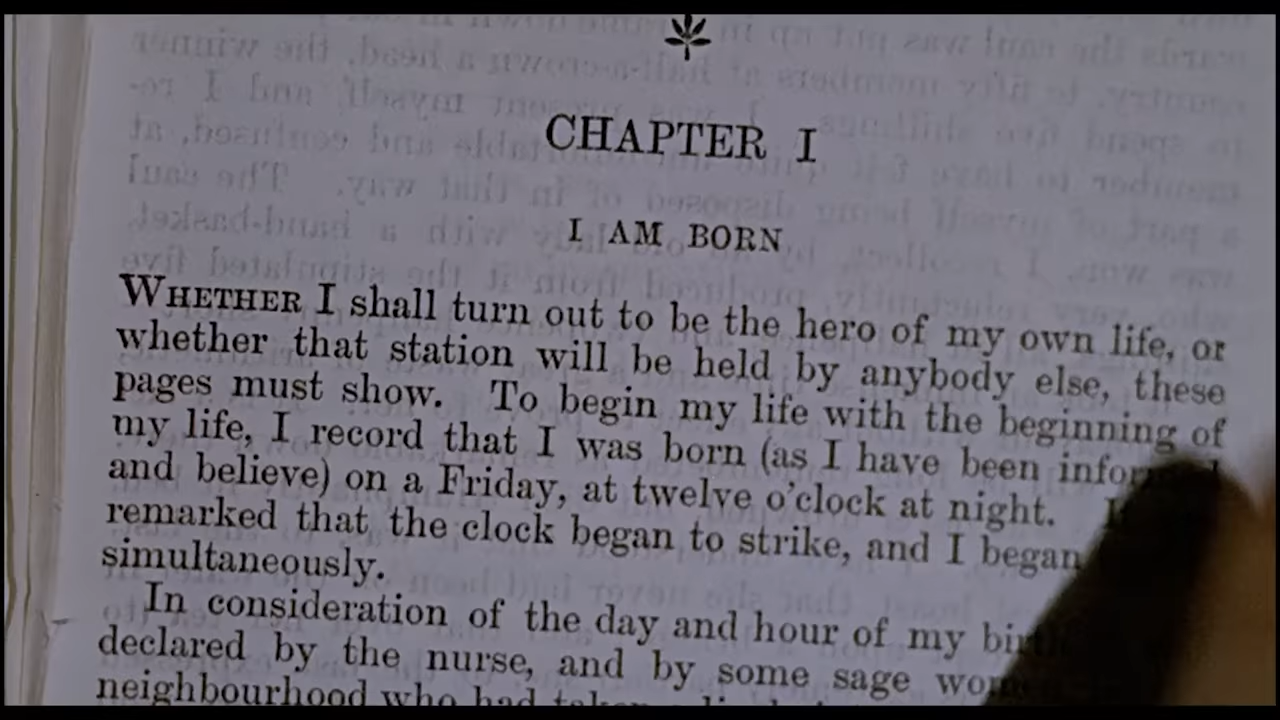 CHAPTER I
I AM BORN
WHETHER I shall turn out to be the hero of my own life, or
whether that station will be held by anybody else, these
pages must show. To begin my life with the beginning of
my life, I record that I was born (as I have been
and believe) on a Friday, at twelve o'clock at night.
remarked that the clock began to strike, and I began
simultaneously.
In consideration of the day and hour of my
declared by the nurse, and by some sage
neighbourhood who had